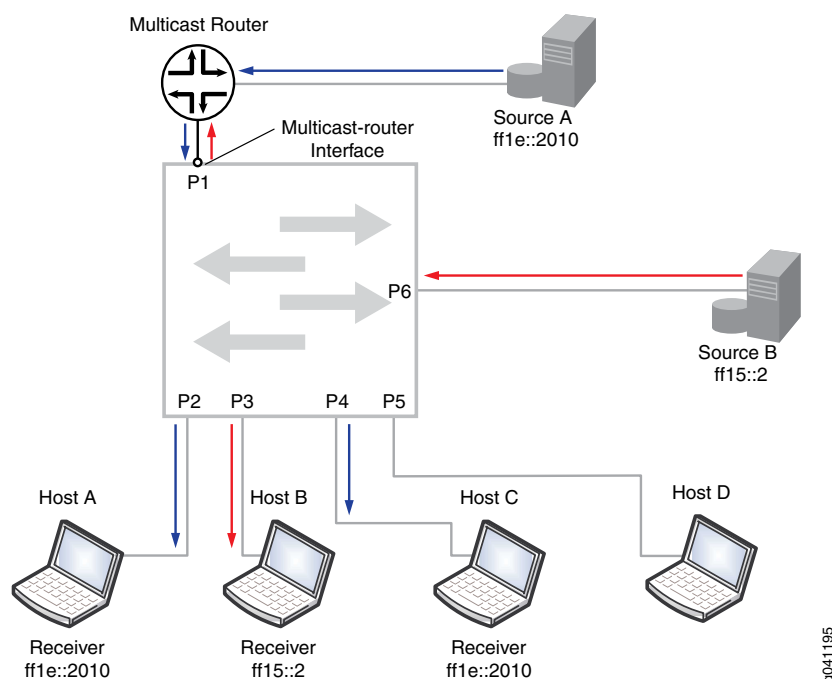 Multicast Router
Source A
ff1e::2010
Multicast-router
Interface
P1
P6
Source B
ff15::2
P2
P3
P4
P5
Host A
Host B
Host C
Host D
Receiver
ff1e::2010
Receiver
ff15::2
Receiver
ff1e::2010
g041195